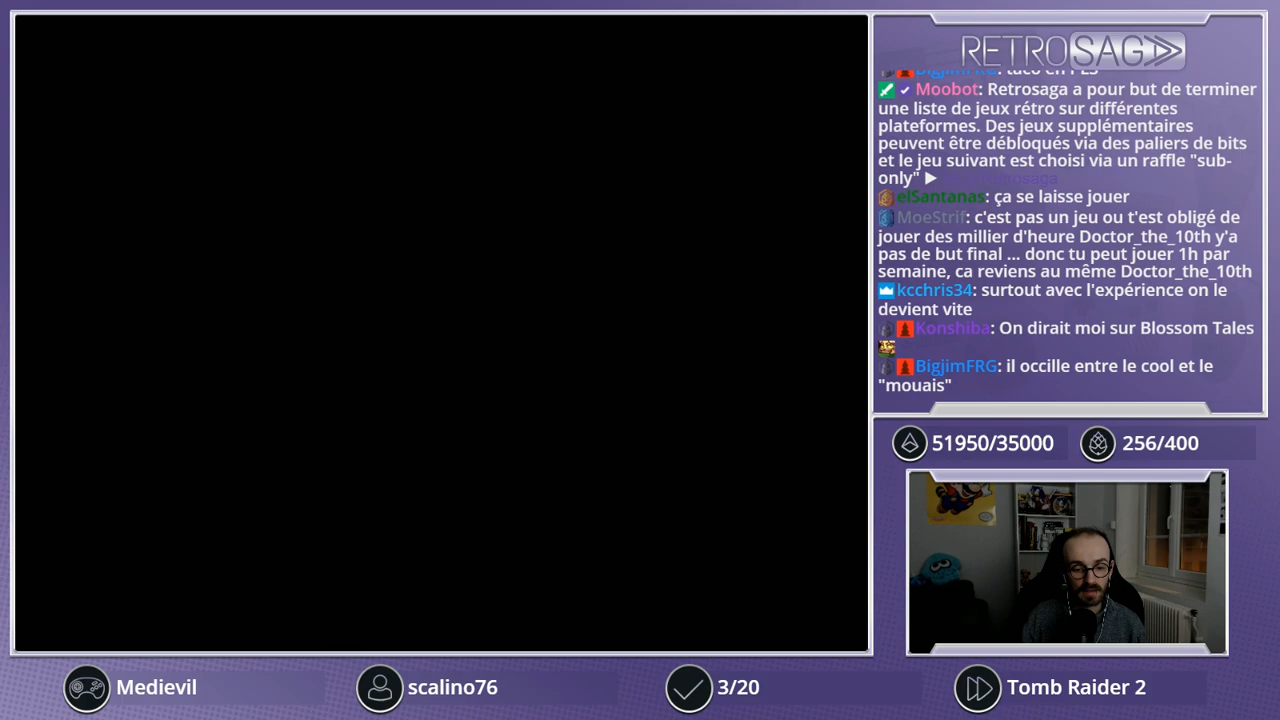 RETROSAGA
BigjimFRG: taco en PLS
Moobot: Retrosaga a pour but de terminer
une liste de jeux rétro sur différentes
plateformes. Des jeux supplémentaires
peuvent être débloqués via des paliers de bits
et le jeu suivant est choisi via un raffle "sub-
only" ▶
elSantanas: ça se laisse jouer
MoeStrif: c'est pas un jeu ou t'est obligé de
jouer des millier d'heure Doctor_the_10th y'a
pas de but final ... donc tu peut jouer 1h par
semaine, ca reviens au même Doctor_the_10th
kcchris34: surtout avec l'expérience on le
devient vite
Konshiba: On dirait moi sur Blossom Tales
BigjimFRG: il occille entre le cool et le
"mouais"
51950/35000 256/400
Medievil scalino76 3/20 Tomb Raider 2